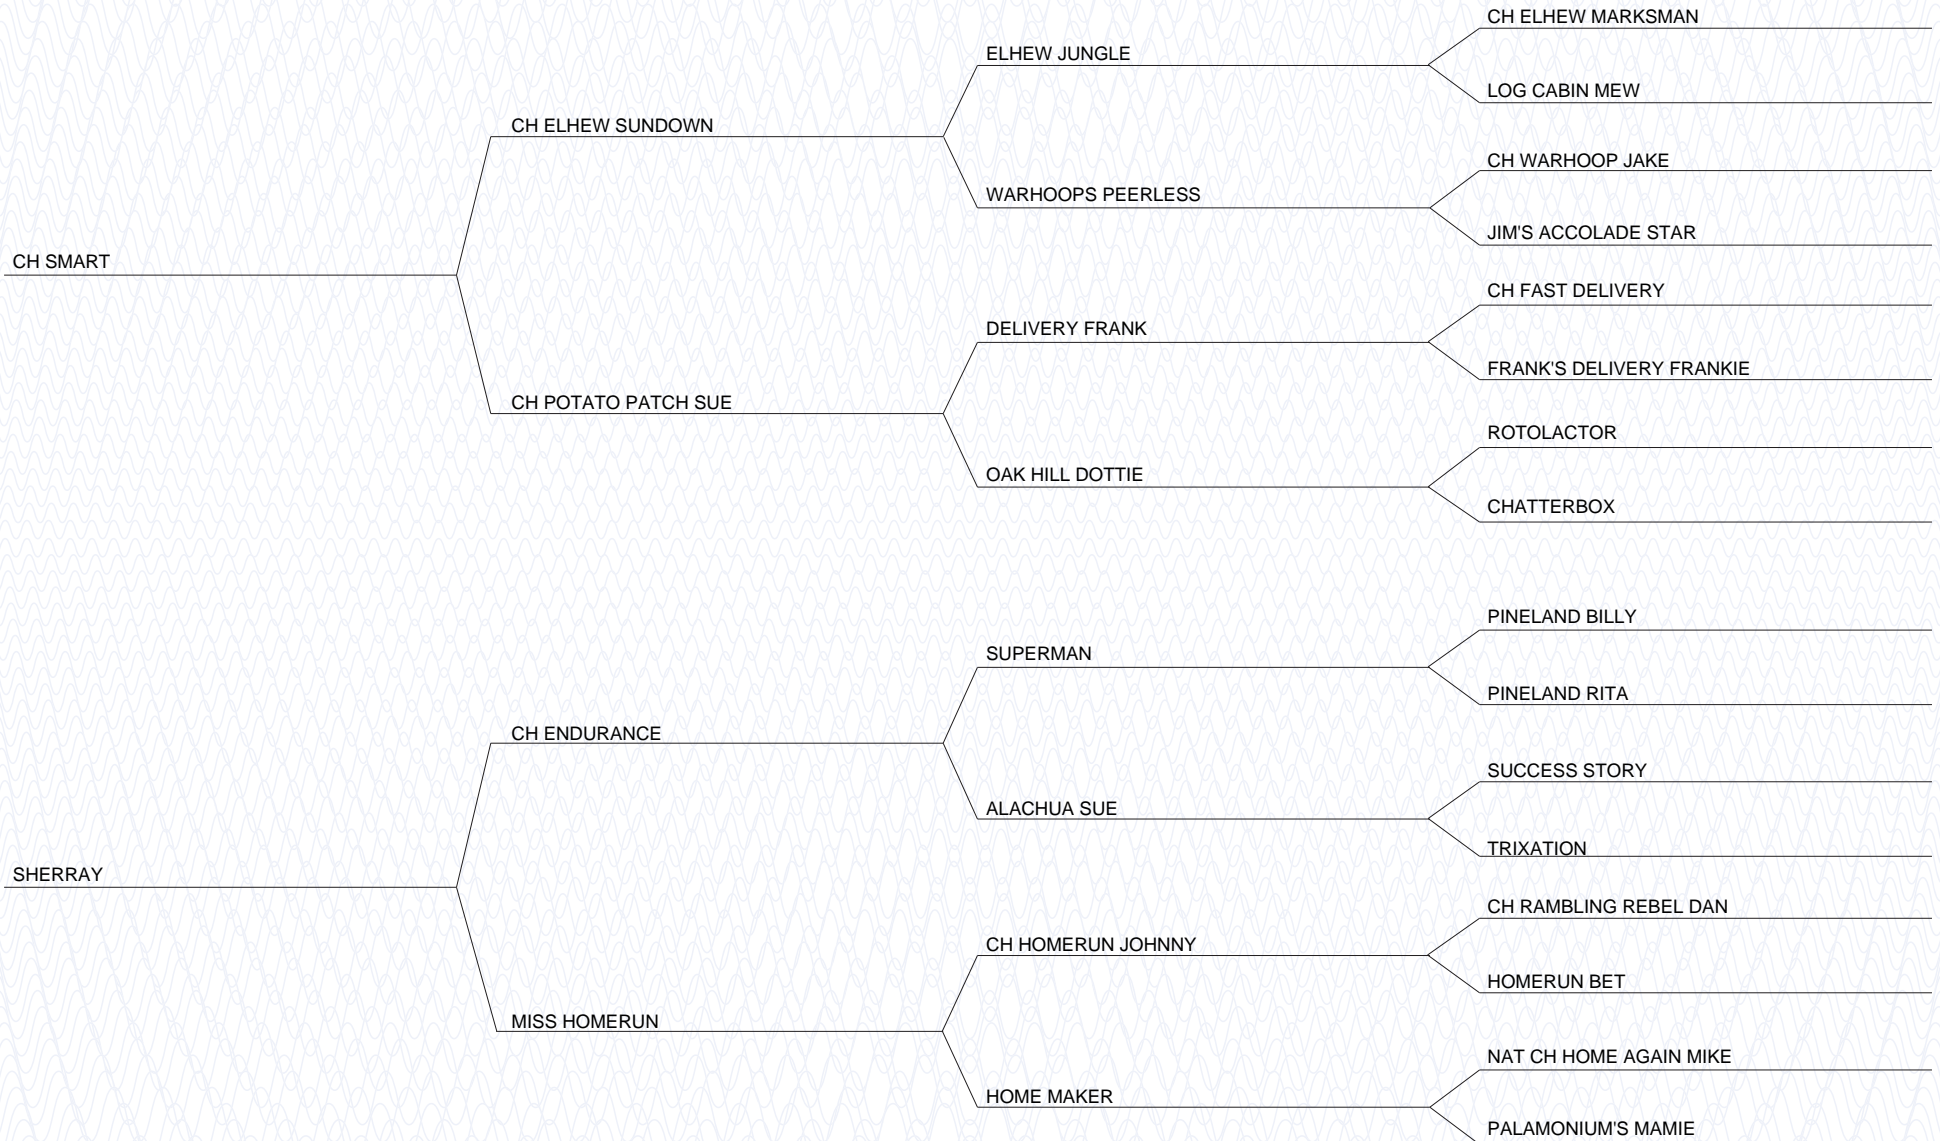 CH ELHEW MARKSMAN
ELHEW JUNGLE
LOG CABIN MEW
CH ELHEW SUNDOWN
CH WARHOOP JAKE
WARHOOPS PEERLESS
JIM'S ACCOLADE STAR
CH SMART
CH FAST DELIVERY
DELIVERY FRANK
FRANK'S DELIVERY FRANKIE
CH POTATO PATCH SUE
ROTOLACTOR
OAK HILL DOTTIE
CHATTERBOX
PINELAND BILLY
SUPERMAN
PINELAND RITA
CH ENDURANCE
SUCCESS STORY
ALACHUA SUE
TRIXATION
SHERRAY
CH RAMBLING REBEL DAN
CH HOMERUN JOHNNY
HOMERUN BET
MISS HOMERUN
NAT CH HOME AGAIN MIKE
HOME MAKER
PALAMONIUM'S MAMIE